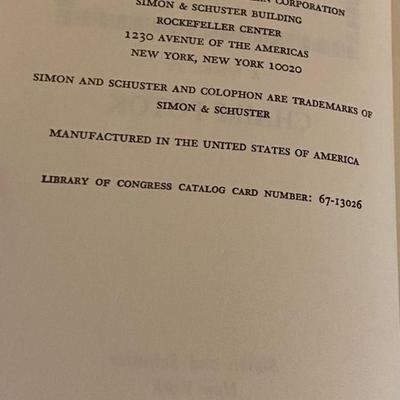 CORPORATION
SIMON & SCHUSTER BUILDING
ROCKEFELLER CENTER
1230 AVENUE OF THE AMERICAS
NEW YORK, NEW YORK 10020
SIMON AND SCHUSTER AND COLOPHON ARE TRADEMARKS OF
SIMON & SCHUSTER
MANUFACTURED IN THE UNITED STATES OF AMERICA
LIBRARY OF CONGRESS CATALOG CARD NUMBER: 67-13026